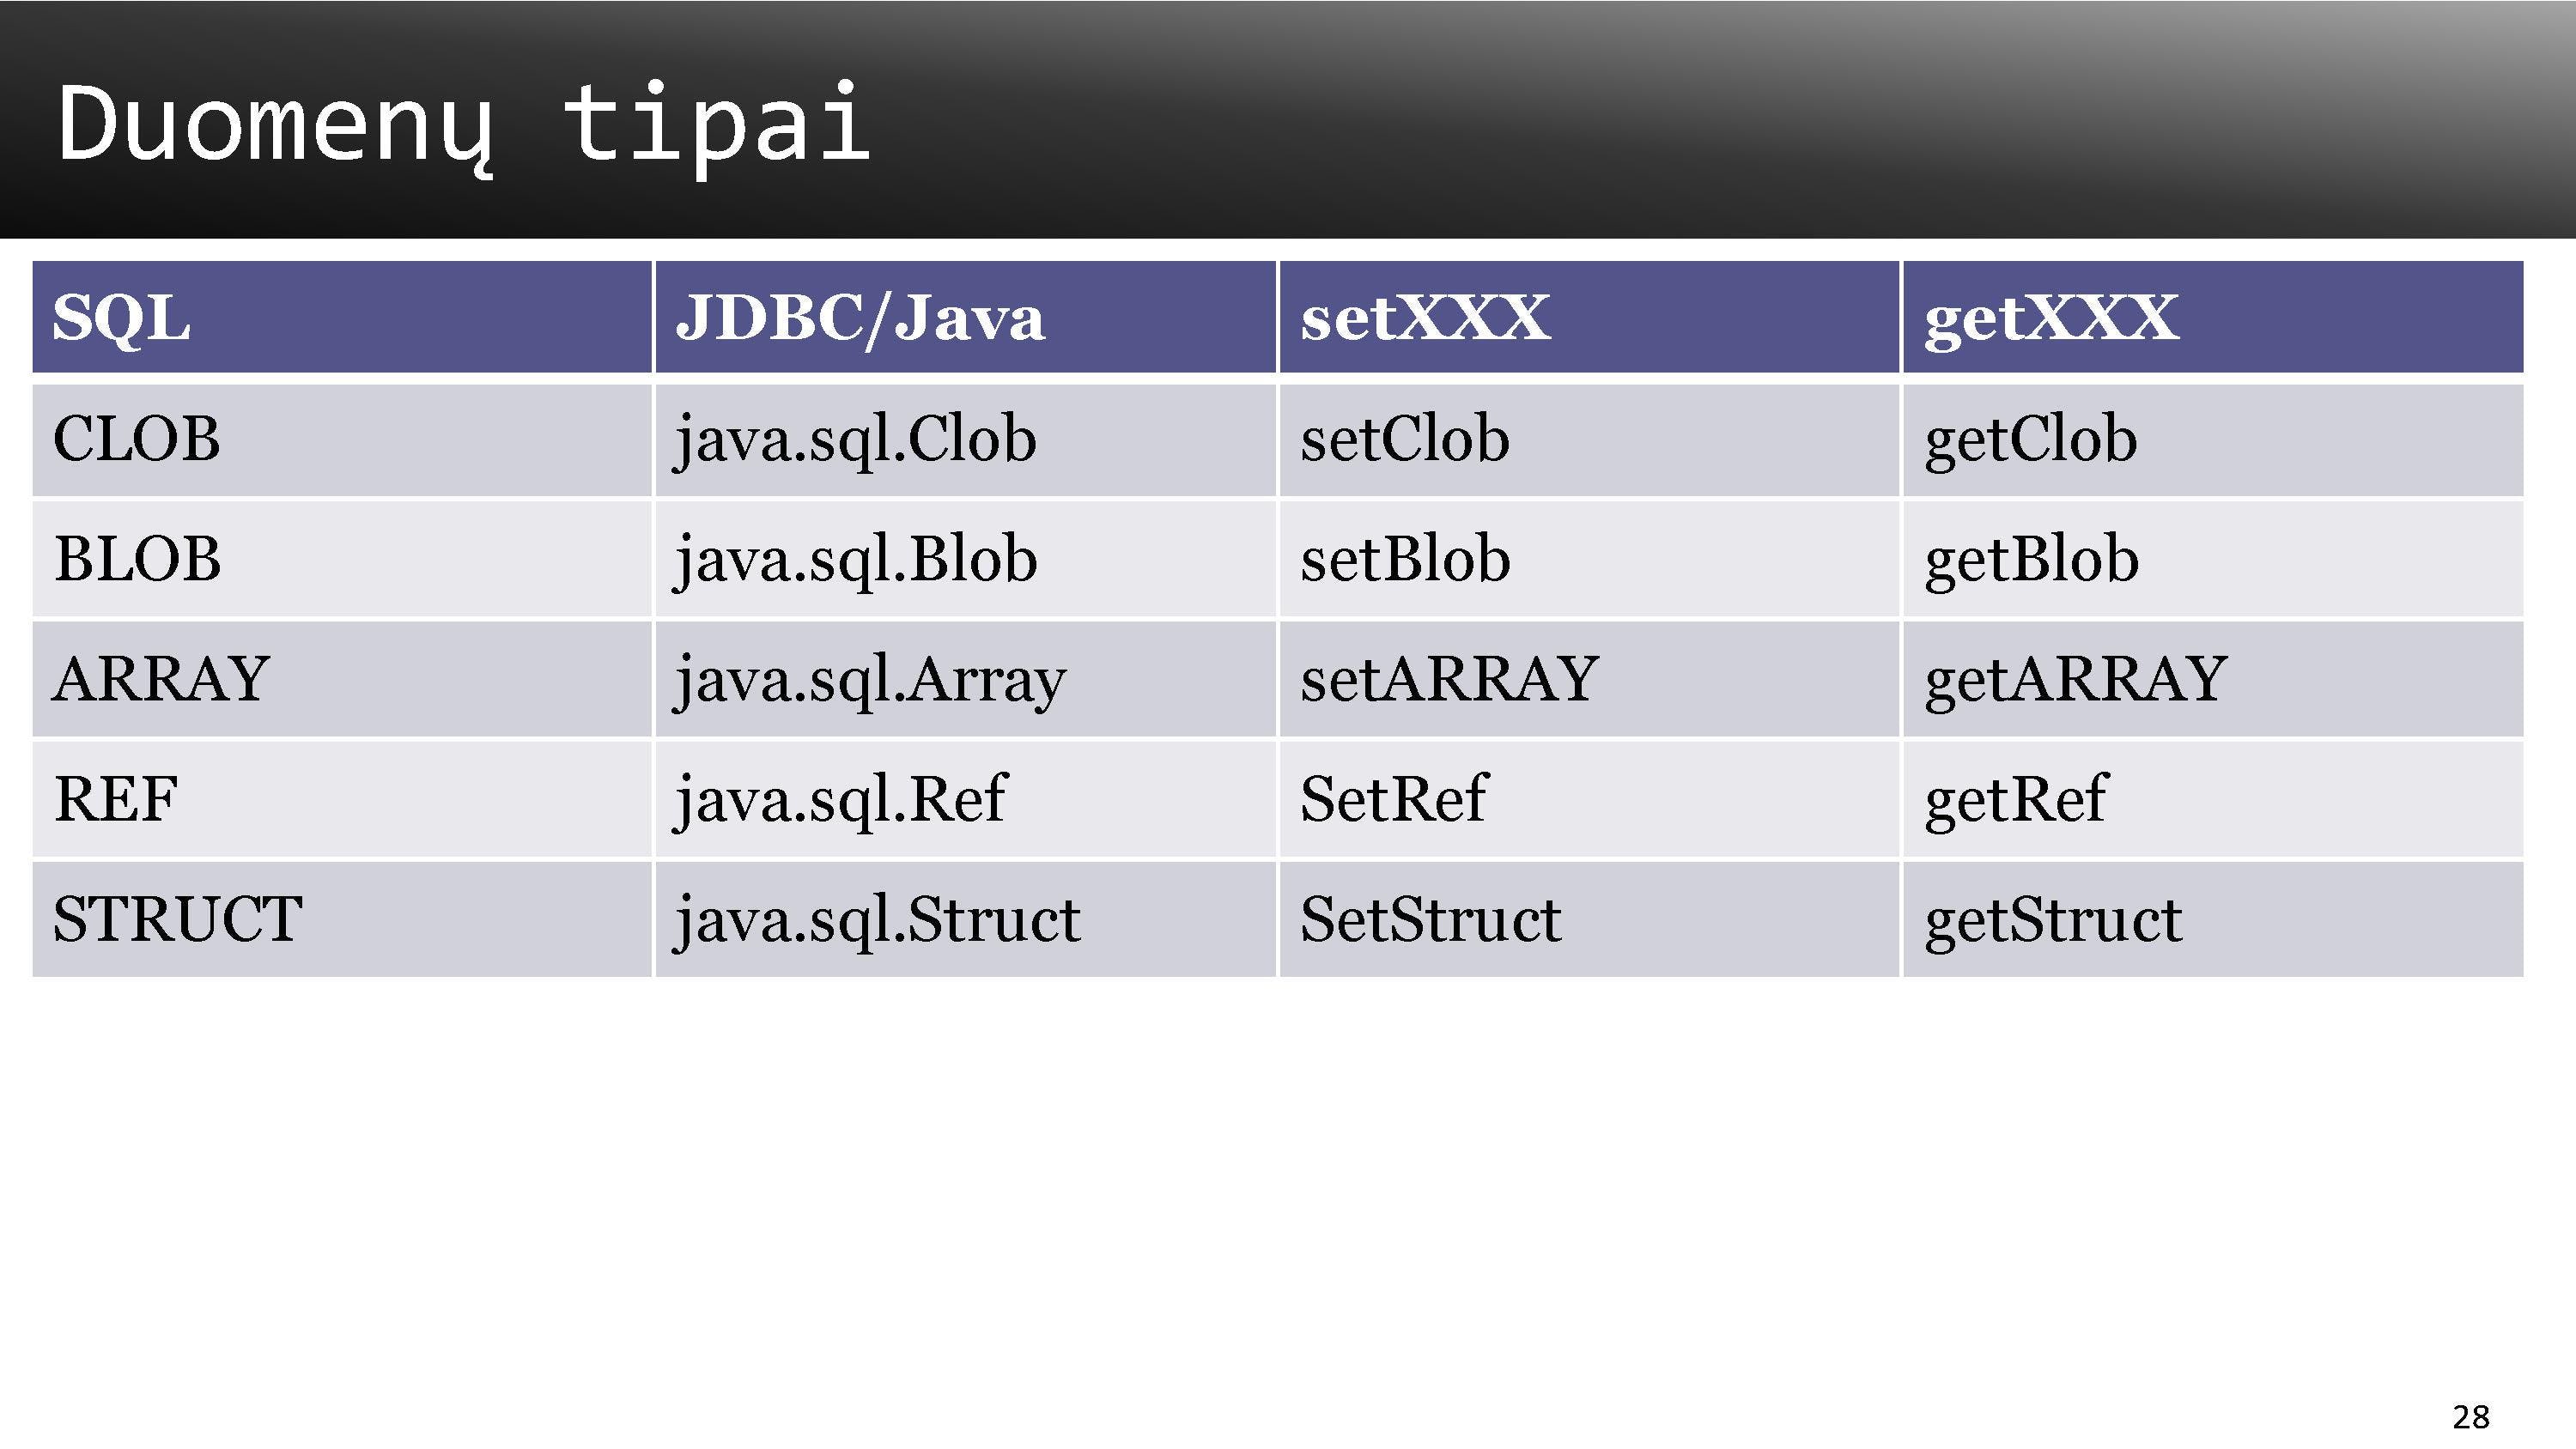 Duomenų tipai
SQL JDBC/Java setXXX getXXX
CLOB java.sql.Clob setClob getClob
BLOB java.sql.Blob setBlob getBlob
ARRAY java.sql.Array setARRAY getARRAY
REF java.sql.Ref SetRef getRef
STRUCT java.sql.Struct SetStruct getStruct
28